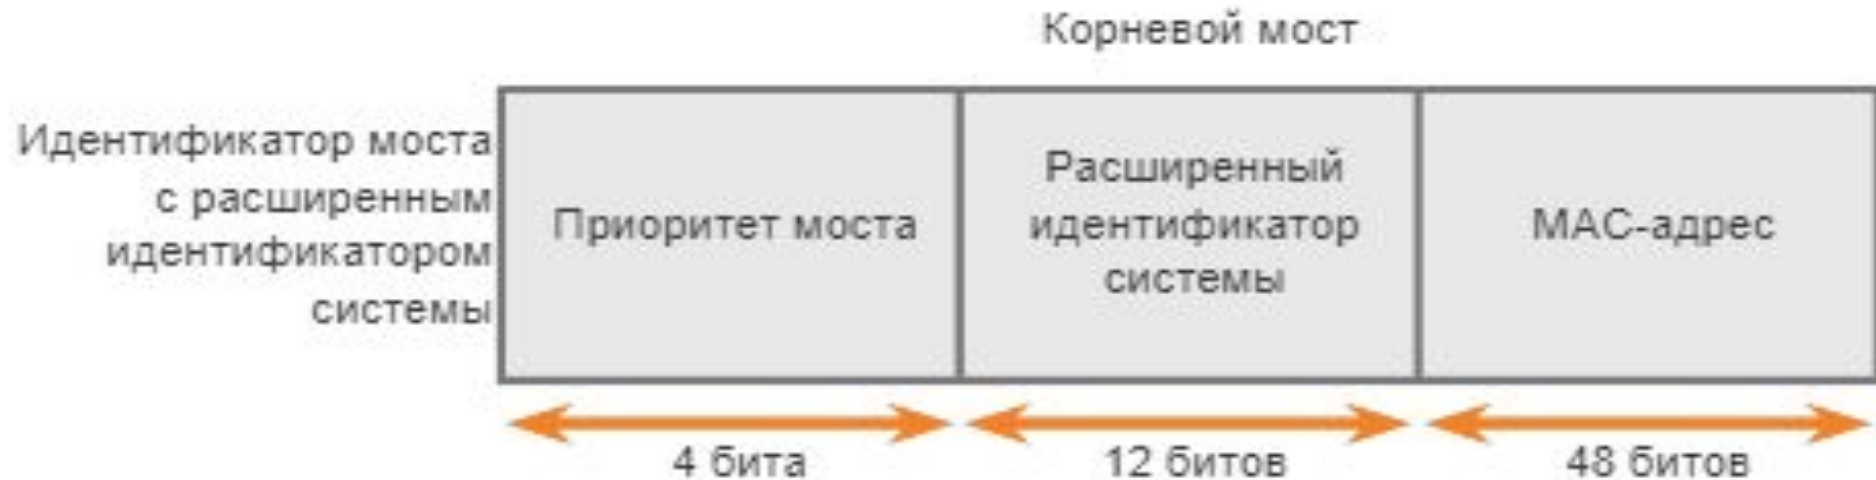 Корневой мост
Идентификатор моста
с расширенным
идентификатором
системы
Приоритет моста
Расширенный
идентификатор
системы
МАС-адрес
4 бита
12 битов
48 битов